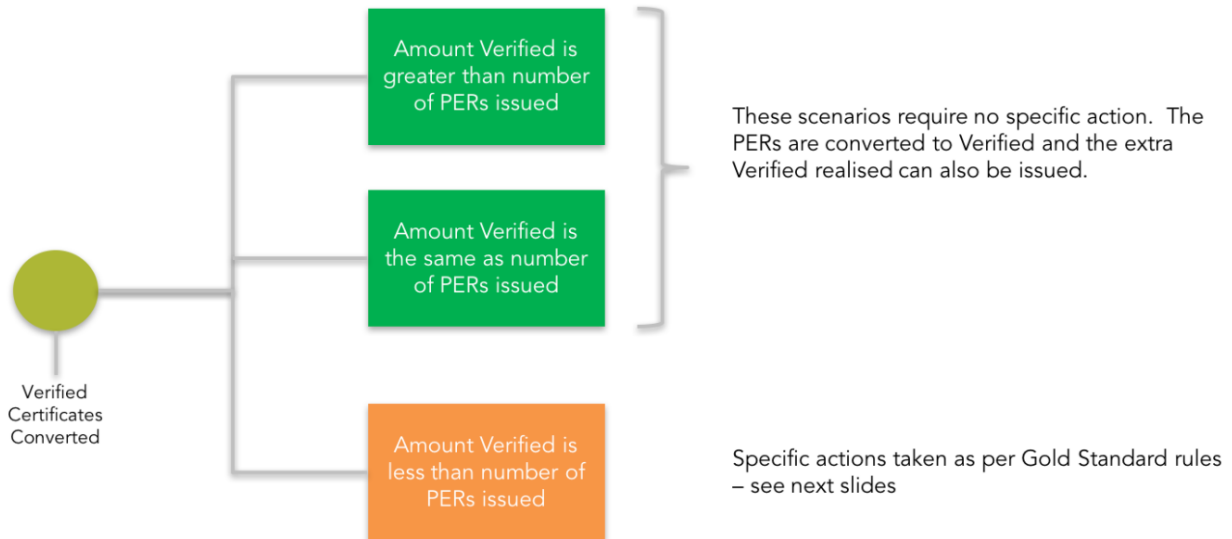 Amount Verified is
greater than number
of PERs issued
These scenarios require no specific action.  The
PERs are converted to Verified and the extra
Verified realised can also be issued.
Amount Verified is
the same as number
of PERs issued
Verified
Certificates
Converted
Amount Verified is
less than number of
PERs issued
Specific actions taken as per Gold Standard rules
– see next slides